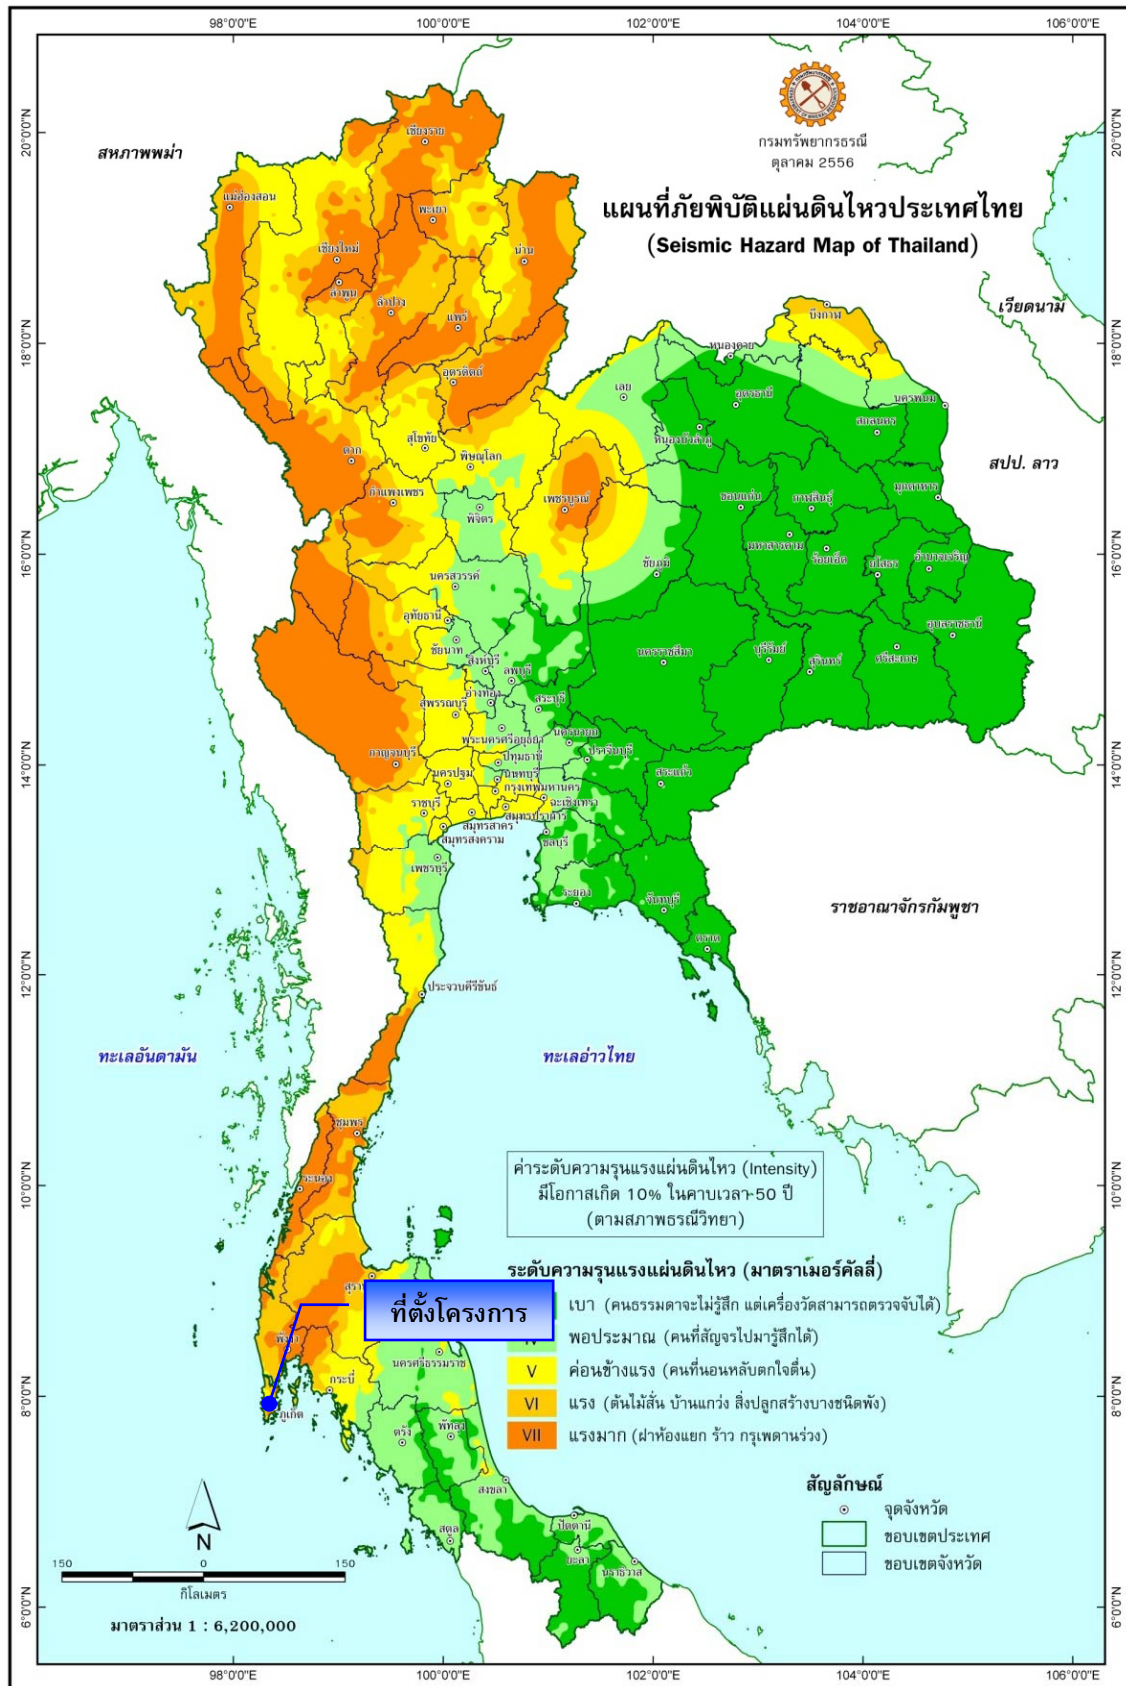 98°0'0"E
100°0'0"E
102°0'0"E
104°0'0"E
106°0'0"E
20°0'0"N
20°0'0"N
กรมทรัพยากรธรณี
ตุลาคม 2556
สหภาพพม่า
แผนที่ภัยพิบัติแผ่นดินไหวประเทศไทย
(Seismic Hazard Map of Thailand)
เชียงราย
แม่ฮ่องสอน
พะเยา
เชียงใหม่
น่าน
ลำพูน
ลำปาง
แพร่
เวียดนาม
บึงกาฬ
18°0'0"N
18°0'0"N
หนองคาย
อุตรดิตถ์
เลย
อุดรธานี
นครพนม
สกลนคร
สุโขทัย
หนองบัวลำภู
ตาก
พิษณุโลก
สปป. ลาว
กำแพงเพชร
เพชรบูรณ์
ขอนแก่น
กาฬสินธุ์
มุกดาหาร
พิจิตร
16°0'0"N
16°0'0"N
มหาสารคาม
ร้อยเอ็ด
ยโสธร
อำนาจเจริญ
ชัยภูมิ
นครสวรรค์
อุทัยธานี
อุบลราชธานี
ชัยนาท
สิงห์บุรี
ลพบุรี
นครราชสีมา
บุรีรัมย์
สุรินทร์
ศรีสะเกษ
อ่างทอง
สระบุรี
สุพรรณบุรี
พระนครศรีอยุธยา
นครนายก
กาญจนบุรี
ปทุมธานี
ปราจีนบุรี
14°0'0"N
14°0'0"N
นครปฐม
นนทบุรี
สระแก้ว
กรุงเทพมหานคร
ราชบุรี
ฉะเชิงเทรา
สมุทรปราการ
สมุทรสาคร
สมุทรสงคราม
ชลบุรี
เพชรบุรี
ระยอง
จันทบุรี
ราชอาณาจักรกัมพูชา
ตราด
12°0'0"N
12°0'0"N
ประจวบคีรีขันธ์
ทะเลอันดามัน
ทะเลอ่าวไทย
ชุมพร
ระนอง
10°0'0"N
10°0'0"N
ค่าระดับความรุนแรงแผ่นดินไหว (Intensity)
มีโอกาสเกิด 10% ในคาบเวลา 50 ปี
(ตามสภาพธรณีวิทยา)
ระดับความรุนแรงแผ่นดินไหว (มาตราเมอร์คัลลี่)
ที่ตั้งโครงการ
เบา (คนธรรมดาจะไม่รู้สึก แต่เครื่องวัดสามารถตรวจจับได้)
พอประมาณ (คนที่สัญจรไปมารู้สึกได้)
V ค่อนข้างแรง (คนที่นอนหลับตกใจตื่น)
VI แรง (ต้นไม้สั่น บ้านแกว่ง สิ่งปลูกสร้างบางชนิดพัง)
VII แรงมาก (ฝาห้องแยก ร้าว กรุเพดานร่วง)
นครศรีธรรมราช
กระบี่
8°0'0"N
8°0'0"N
ภูเก็ต
ตรัง
พัทลุง
สงขลา
สตูล
ปัตตานี
ยะลา
นราธิวาส
สัญลักษณ์
จุดจังหวัด
ขอบเขตประเทศ
ขอบเขตจังหวัด
N
150
0
150
กิโลเมตร
มาตราส่วน 1 : 6,200,000
6°0'0"N
6°0'0"N
98°0'0"E
100°0'0"E
102°0'0"E
104°0'0"E
106°0'0"E